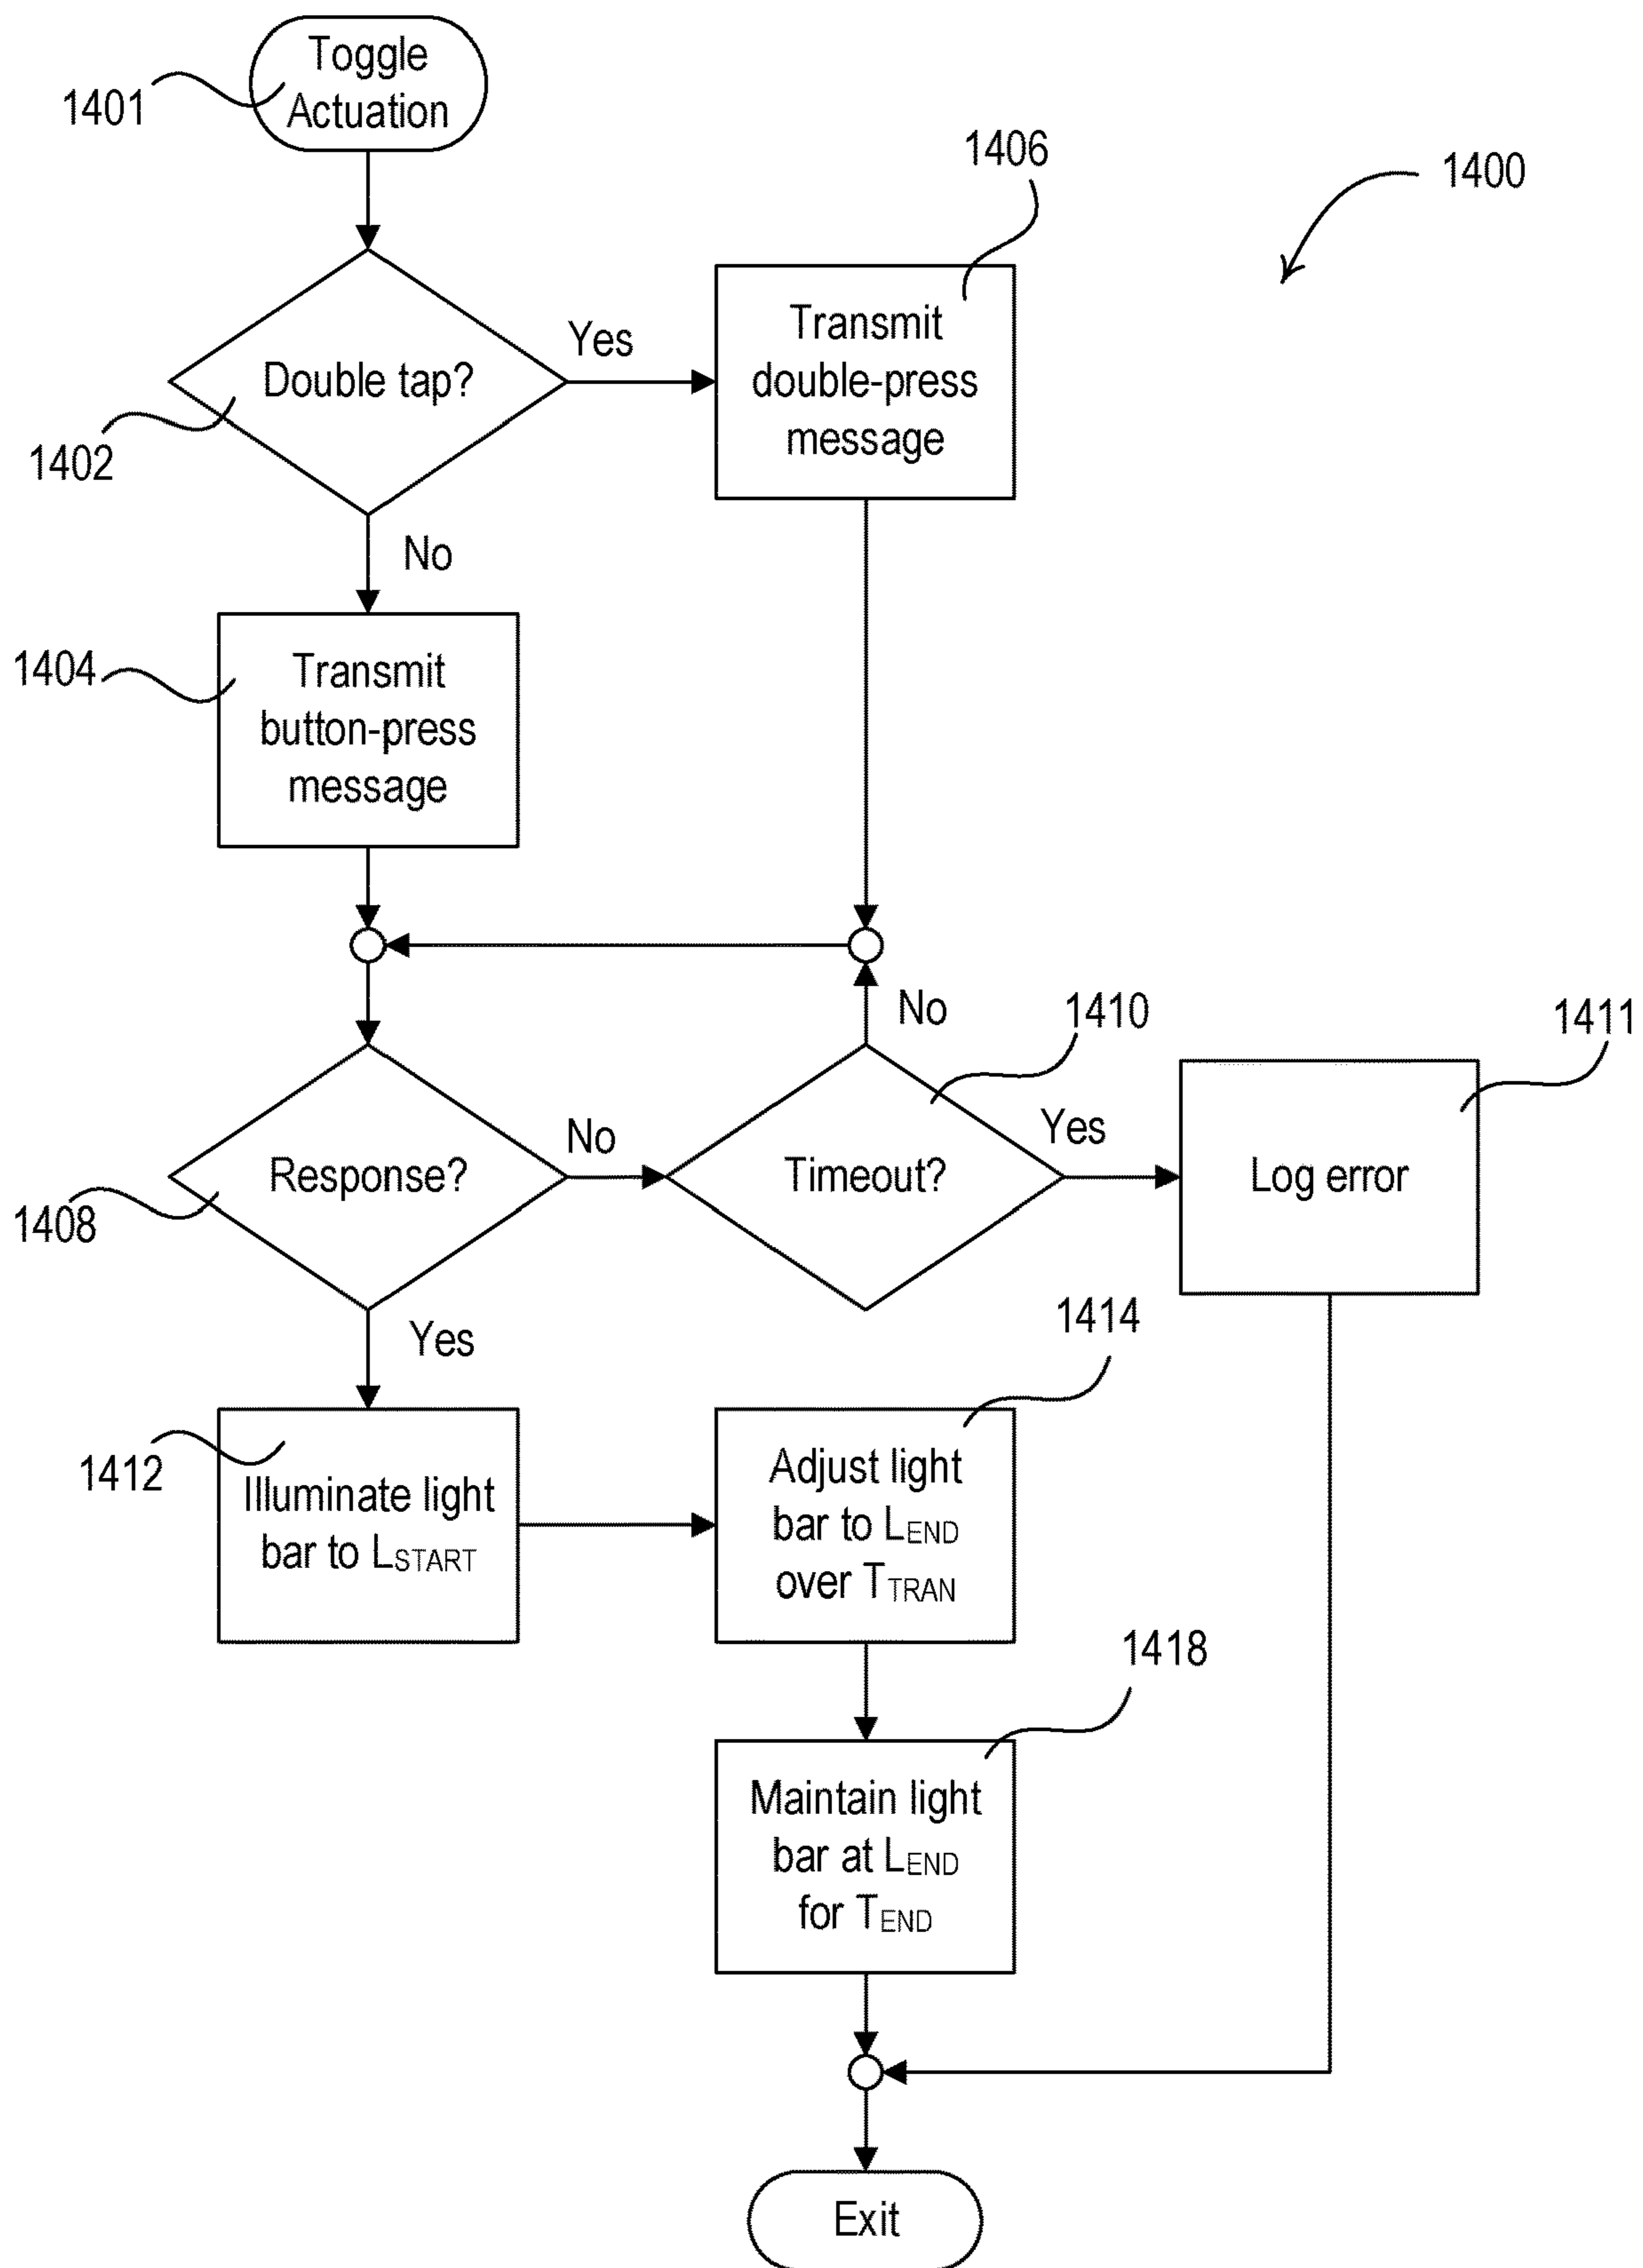 Toggle
Actuation
1401
1406
1400
Transmit
double-press
message
Yes
Double tap?
1402
No
1404
Transmit
button-press
message
No
1410
1411
Response?
No
Timeout?
Yes
Log error
1408
Yes
1414
1412
Illuminate light
bar to LSTART
Adjust light
bar to LEND
over TTRAN
1418
Maintain light
bar at LEND
for TEND
Exit